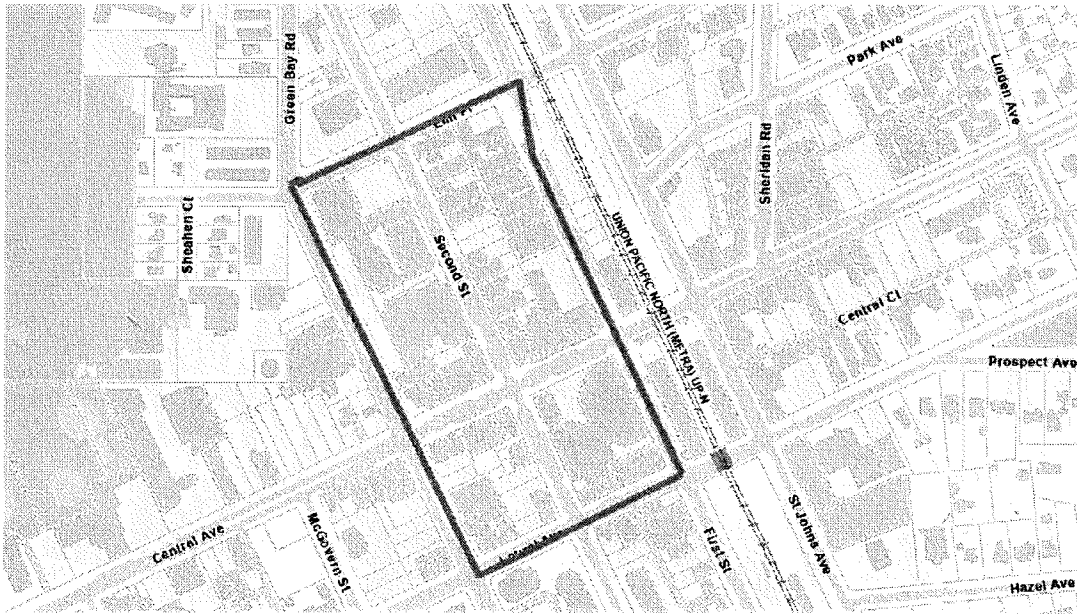 Green Bay Rd
Park Ave
Linden Ave
Elm Pl
Sheridan Rd
Sheahen Ct
Second St
UNION PACIFIC NORTH (METRA) UP-N
Central Ct
Prospect Ave
Central Ave
McGovern St
First St
St Johns Ave
Hazel Ave